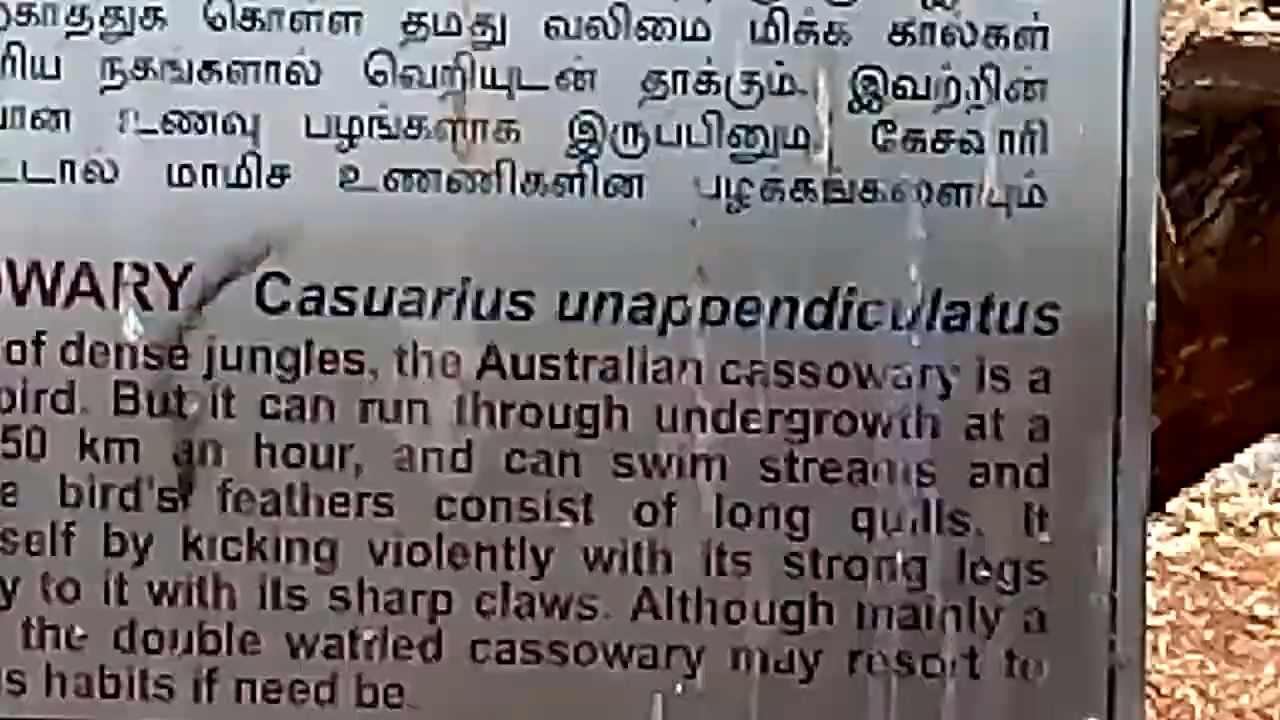 கொள்ள தமது வலிமை மிக்க கால்கள்
நகங்களால் வெறியுடன் தாக்கும். இவற்றின்
உணவு பழங்களாக இருப்பினும் கேசவாரி
மாமிச உண்ணிகளின் பழக்கங்களையும்
OWARY Casuarius unappendiculatus
of dense jungles, the Australian cassowary is a
bird. But it can run through undergrowth at a
50 km an hour, and can swim streams and
bird's feathers consist of long quills. It
self by kicking violently with its strong legs
y to it with its sharp claws. Although mainly a
the double wattled cassowary may resort to
habits if need be.